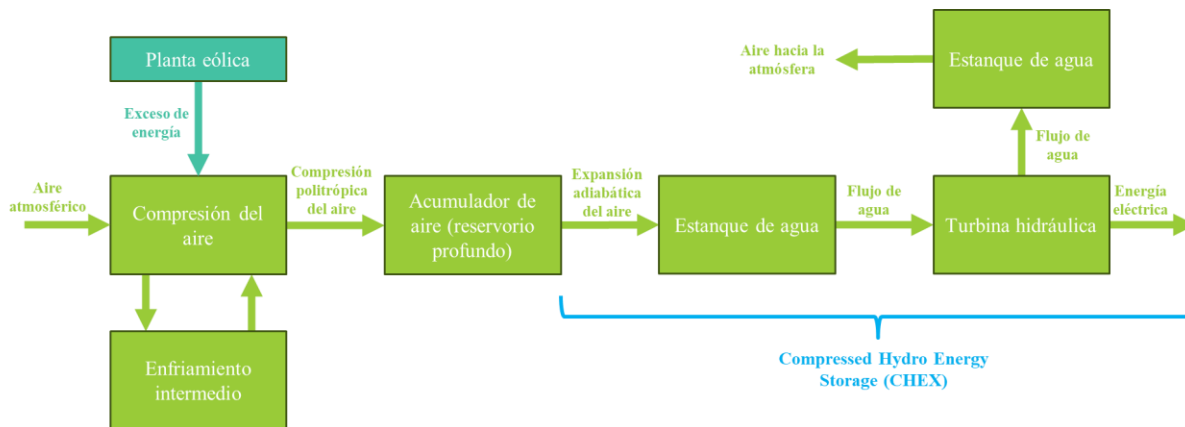 Planta eólica
Exceso de
energía
Aire
atmosférico
Compresión del
aire
Compresión
politrópica
del aire
Enfriamiento
intermedio
Acumulador de
aire (reservorio
profundo)
Expansión
adiabática
del aire
Estanque de agua
Flujo de
agua
Turbina hidráulica
Energía
eléctrica
Flujo de
agua
Estanque de agua
Aire hacia la
atmósfera
Compressed Hydro Energy
Storage (CHEX)